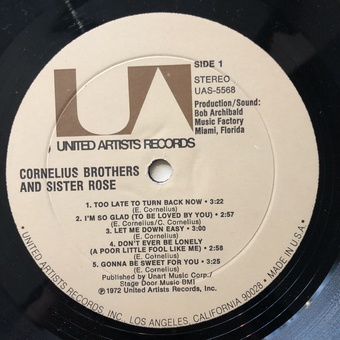 UA
SIDE 1
STEREO
UAS-5568
Production/Sound:
Bob Archibald
Music Factory
Miami, Florida
UNITED ARTISTS RECORDS
CORNELIUS BROTHERS
AND SISTER ROSE
1. TOO LATE TO TURN BACK NOW • 3:22
(E. Cornelius)
2. I'M SO GLAD (TO BE LOVED BY YOU) • 2:57
(E. Cornelius/C. Cornelius)
3. LET ME DOWN EASY • 3:00
(E. Cornelius)
4. DON'T EVER BE LONELY
(A POOR LITTLE FOOL LIKE ME) • 2:58
(E. Cornelius)
5. GONNA BE SWEET FOR YOU • 3:25
(E. Cornelius)
Published by Unart Music Corp./
Stage Door Music BMI
℗1972 United Artists Records, Inc.
• UNITED ARTISTS RECORDS, INC., LOS ANGELES, CALIFORNIA 90028 • MADE IN U.S.A. •